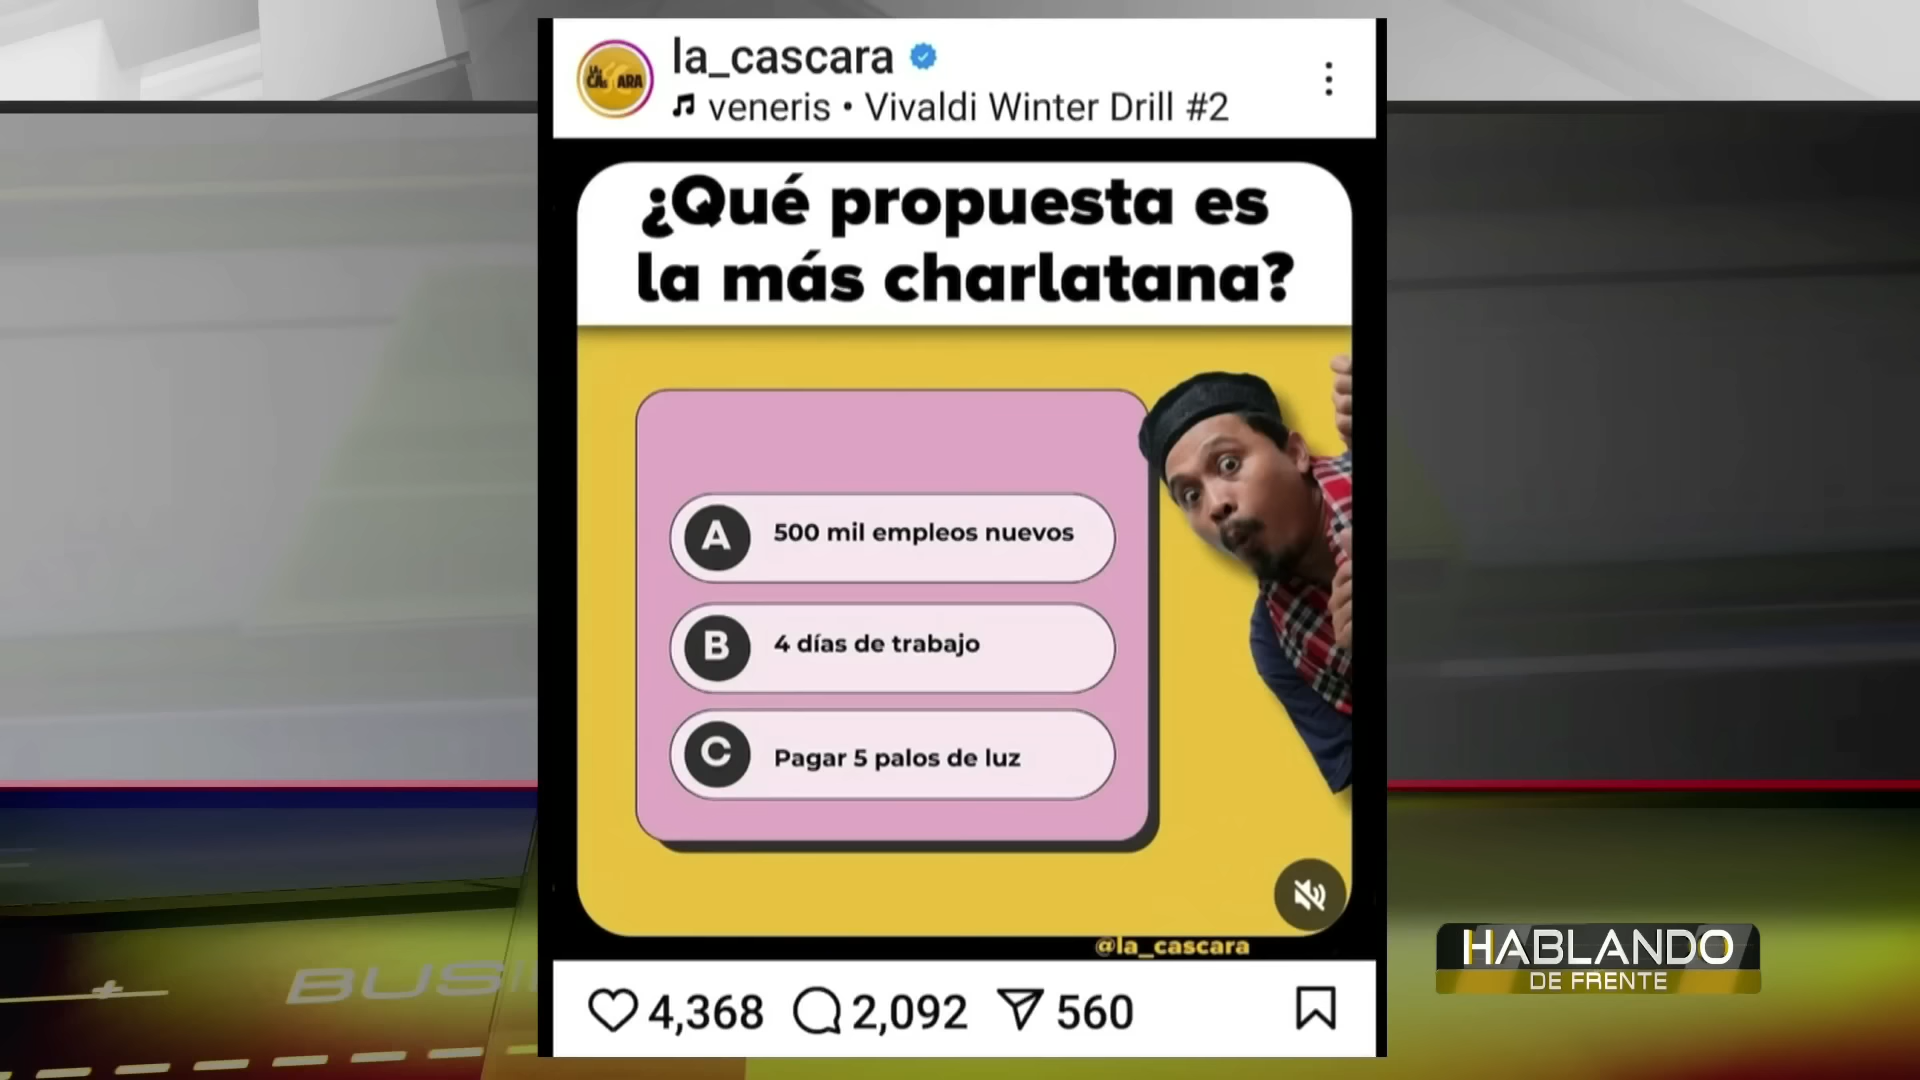 la_cascara
veneris • Vivaldi Winter Drill #2
¿Qué propuesta es
la más charlatana?
A 500 mil empleos nuevos
B 4 días de trabajo
C Pagar 5 palos de luz
@la_cascara
4,368 2,092 560
HABLANDO
DE FRENTE